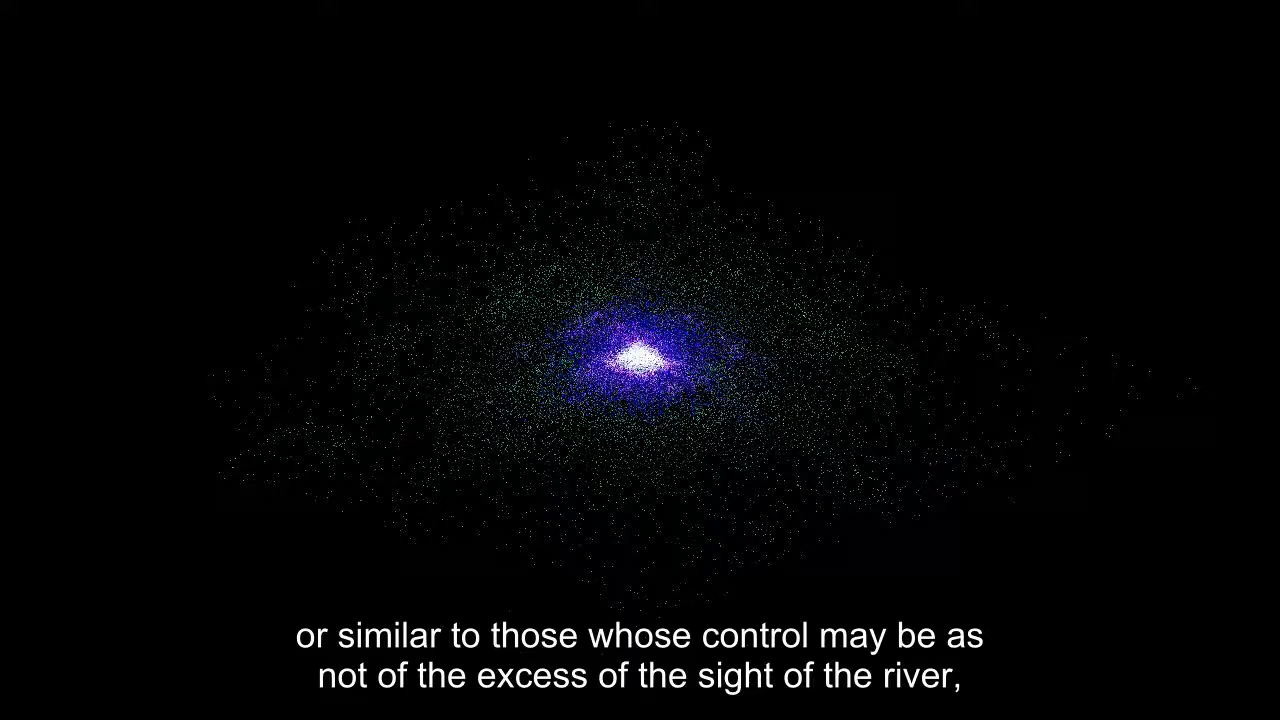 or similar to those whose control may be as
not of the excess of the sight of the river,